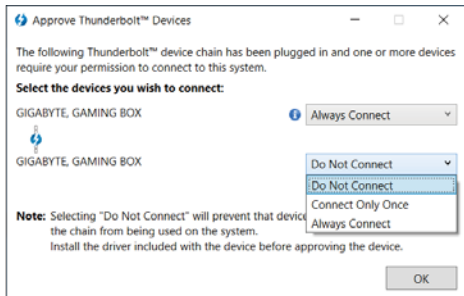 Approve Thunderbolt™ Devices
The following Thunderbolt™ device chain has been plugged in and one or more devices
require your permission to connect to this system.
Select the devices you wish to connect:
GIGABYTE, GAMING BOX
Always Connect
GIGABYTE, GAMING BOX
Do Not Connect
Do Not Connect
Connect Only Once
Always Connect
Note: Selecting "Do Not Connect" will prevent that device
the chain from being used on the system.
Install the driver included with the device before approving the device.
OK